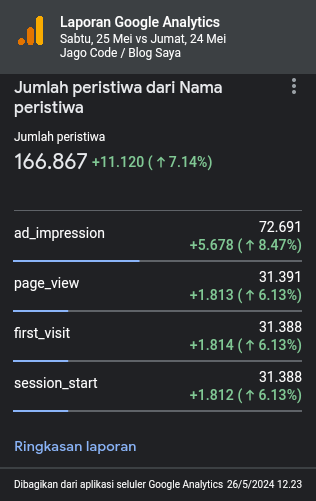 Laporan Google Analytics
Sabtu, 25 Mei vs Jumat, 24 Mei
Jago Code / Blog Saya
Jumlah peristiwa dari Nama
peristiwa
Jumlah peristiwa
166.867 +11.120 (↑ 7.14%)
ad_impression 72.691
+5.678 (↑ 8.47%)
page_view 31.391
+1.813 (↑ 6.13%)
first_visit 31.388
+1.814 (↑ 6.13%)
session_start 31.388
+1.812 (↑ 6.13%)
Ringkasan laporan
Dibagikan dari aplikasi seluler Google Analytics 26/5/2024 12.23